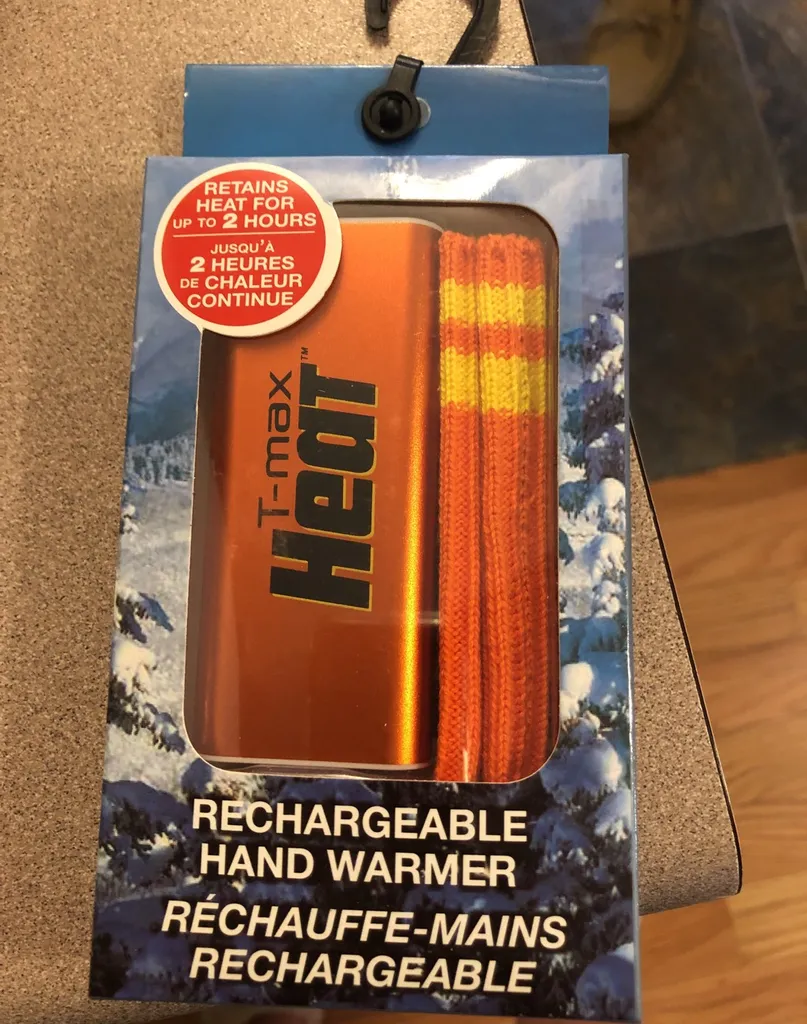 RETAINS
HEAT FOR
UP TO 2 HOURS
JUSQU'À
2 HEURES
DE CHALEUR
CONTINUE
T-max
Heat™
RECHARGEABLE
HAND WARMER
RÉCHAUFFE-MAINS
RECHARGEABLE